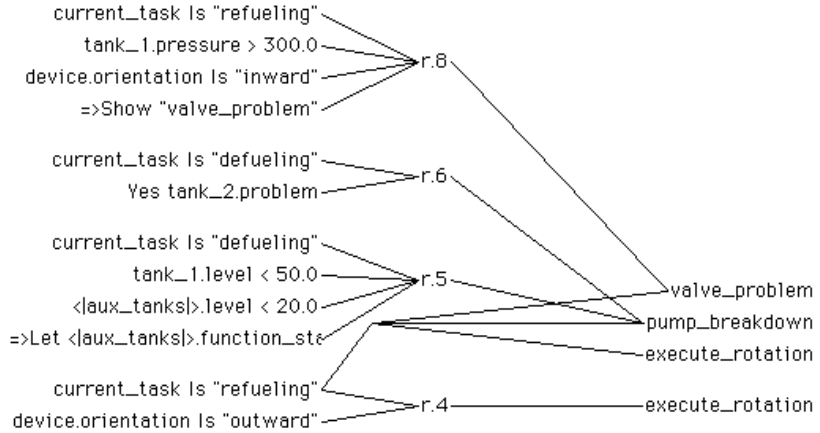 current_task Is "refueling"
tank_1.pressure > 300.0
device.orientation Is "inward"
=>Show "valve_problem"
r.8
current_task Is "defueling"
Yes tank_2.problem
r.6
current_task Is "defueling"
tank_1.level < 50.0
<|aux_tanks|>.level < 20.0
=>Let <|aux_tanks|>.function_sta
r.5
current_task Is "refueling"
device.orientation Is "outward"
r.4
valve_problem
pump_breakdown
execute_rotation
execute_rotation